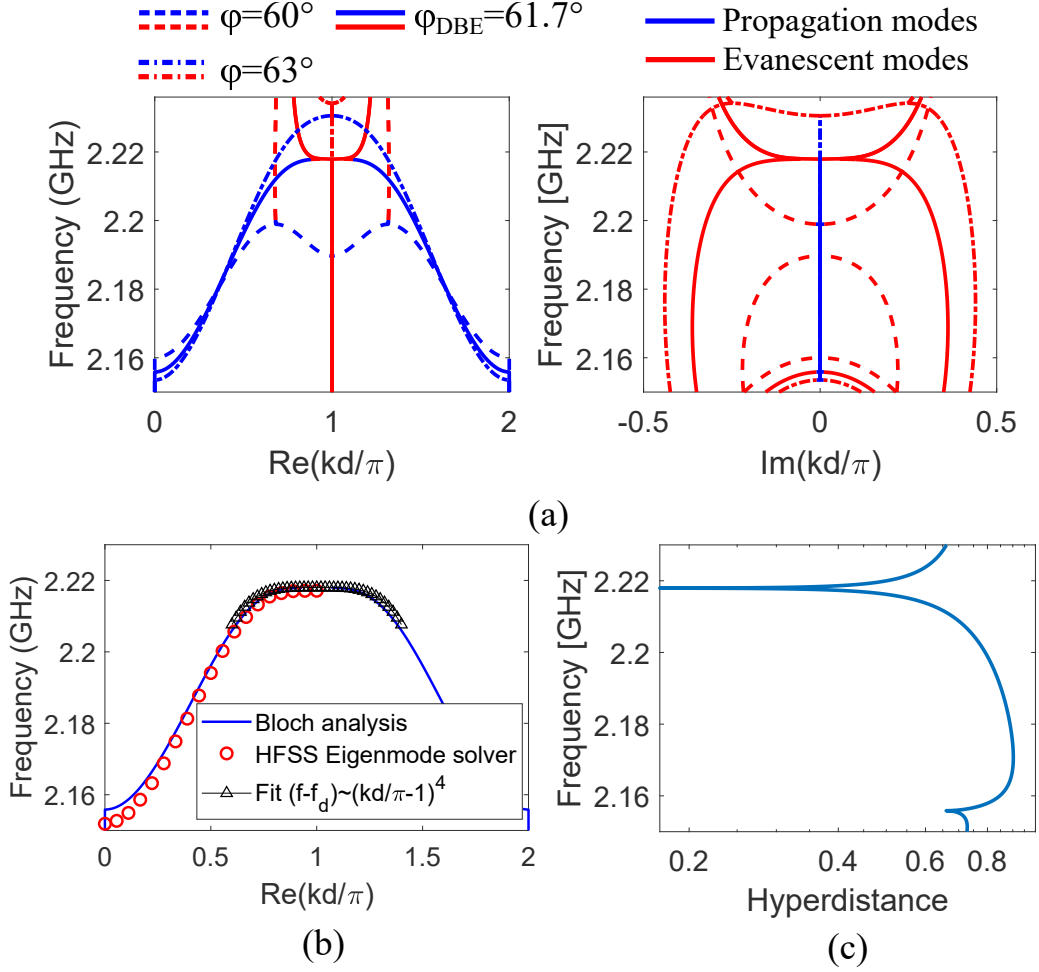 φ=60° φ_DBE=61.7° Propagation modes
φ=63° Evanescent modes
Frequency (GHz)
2.22
2.2
2.18
2.16
0 1 2
Re(kd/π)
Frequency [GHz]
2.22
2.2
2.18
2.16
-0.5 0 0.5
Im(kd/π)
(a)
Frequency (GHz)
2.22
2.2
2.18
2.16
Bloch analysis
HFSS Eigenmode solver
Fit (f-f_d)~(kd/π-1)^4
0 0.5 1 1.5 2
Re(kd/π)
(b)
Frequency [GHz]
2.22
2.2
2.18
2.16
0.2 0.4 0.6 0.8
Hyperdistance
(c)